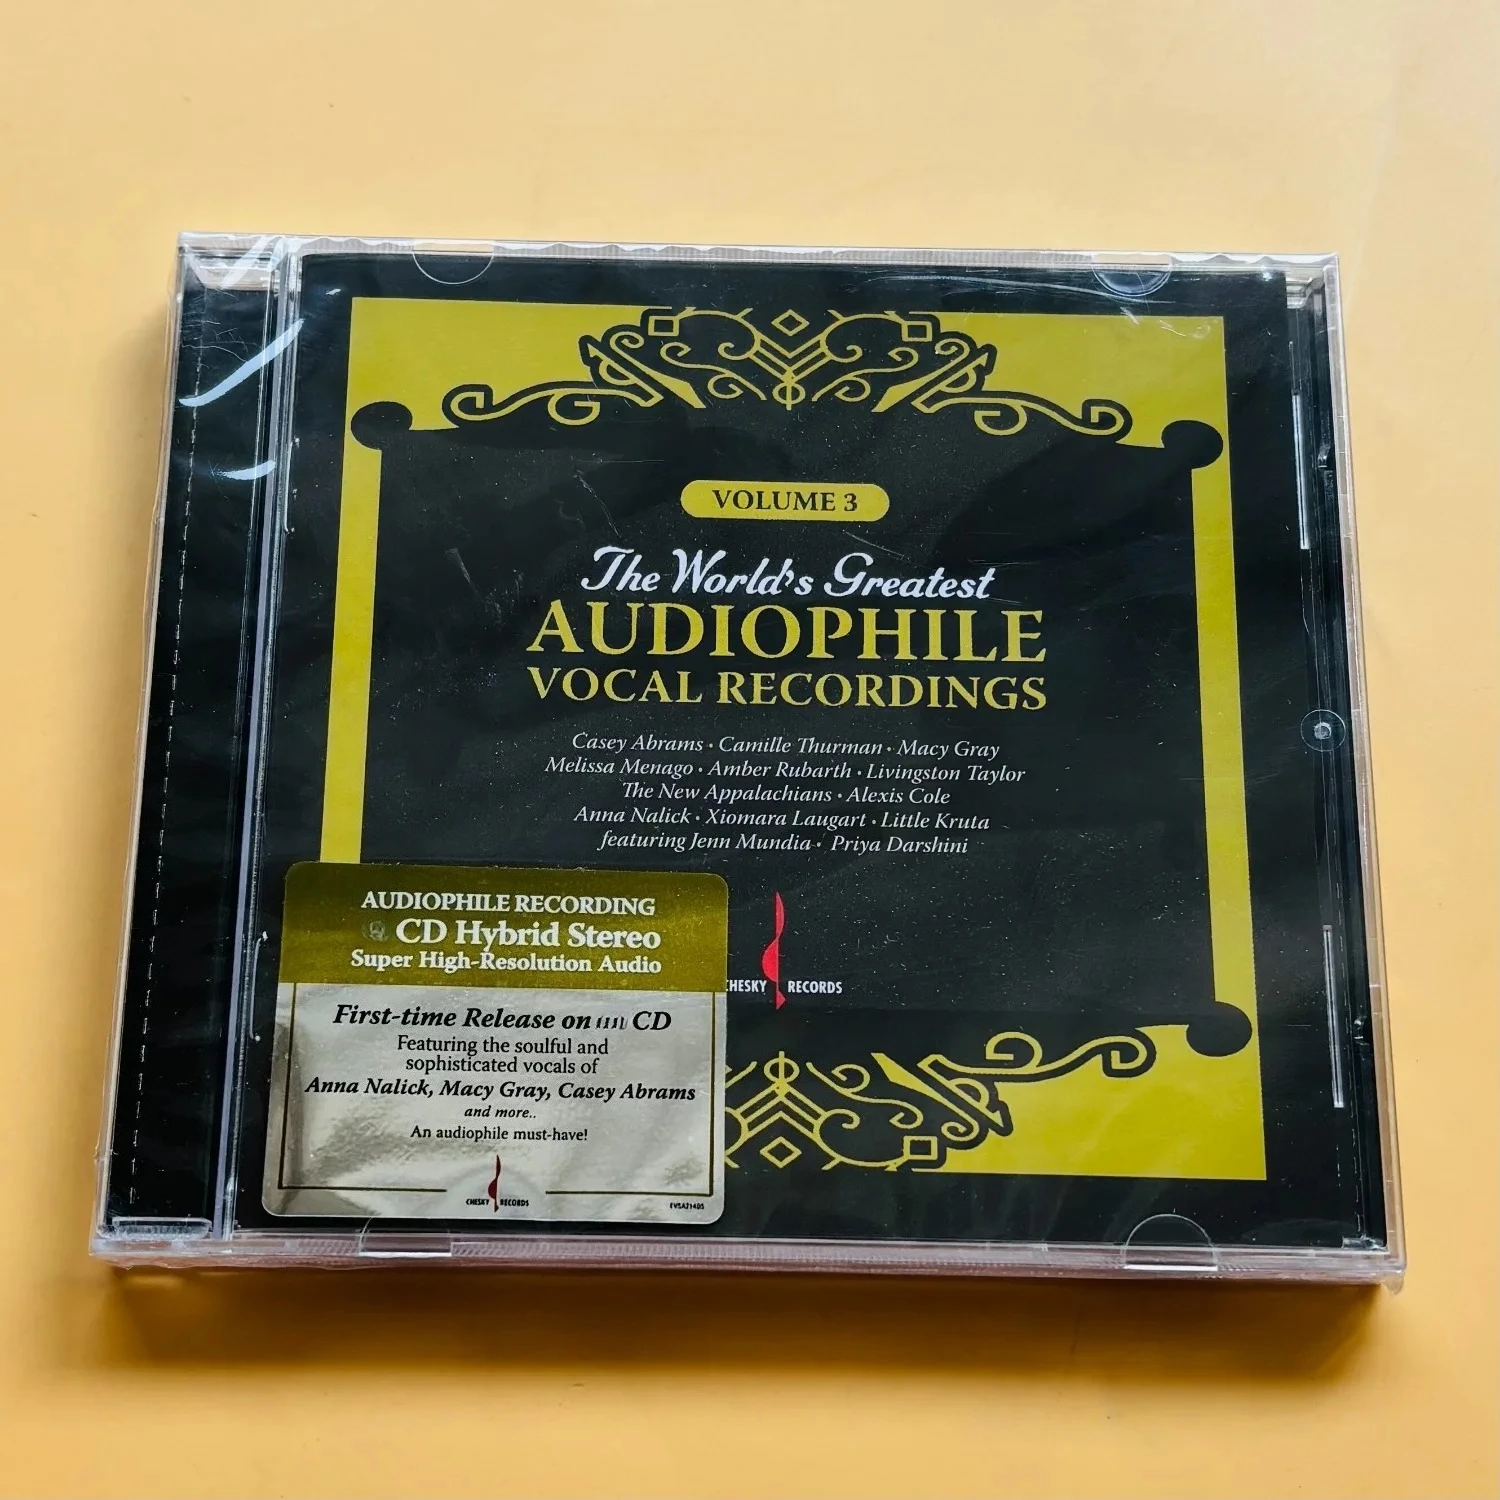 VOLUME 3
The World's Greatest
AUDIOPHILE
VOCAL RECORDINGS
Casey Abrams • Camille Thurman • Macy Gray
Melissa Menago • Amber Rubarth • Livingston Taylor
The New Appalachians • Alexis Cole
Anna Nalick • Xiomara Laugart • Little Kruta
featuring Jenn Mundia • Priya Darshini
HESKY RECORDS
AUDIOPHILE RECORDING
CD Hybrid Stereo
Super High-Resolution Audio
First-time Release on CD
Featuring the soulful and
sophisticated vocals of
Anna Nalick, Macy Gray, Casey Abrams
and more..
An audiophile must-have!
CHESKY RECORDS
EVSA2140S